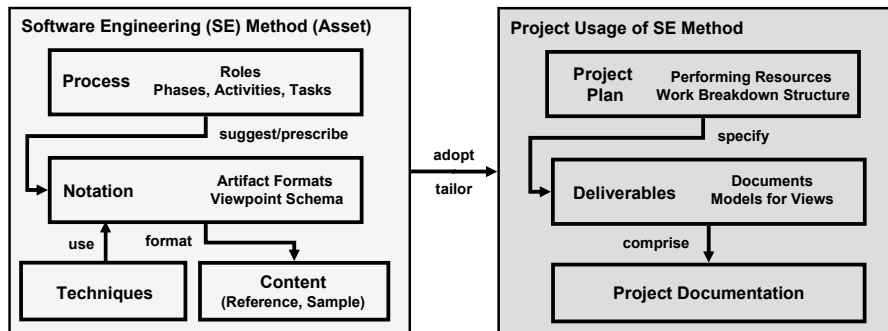 Software Engineering (SE) Method (Asset)
Process
Roles
Phases, Activities, Tasks
suggest/prescribe
Notation
Artifact Formats
Viewpoint Schema
use
format
Techniques
Content
(Reference, Sample)
adopt
tailor
Project Usage of SE Method
Project
Plan
Performing Resources
Work Breakdown Structure
specify
Deliverables
Documents
Models for Views
comprise
Project Documentation